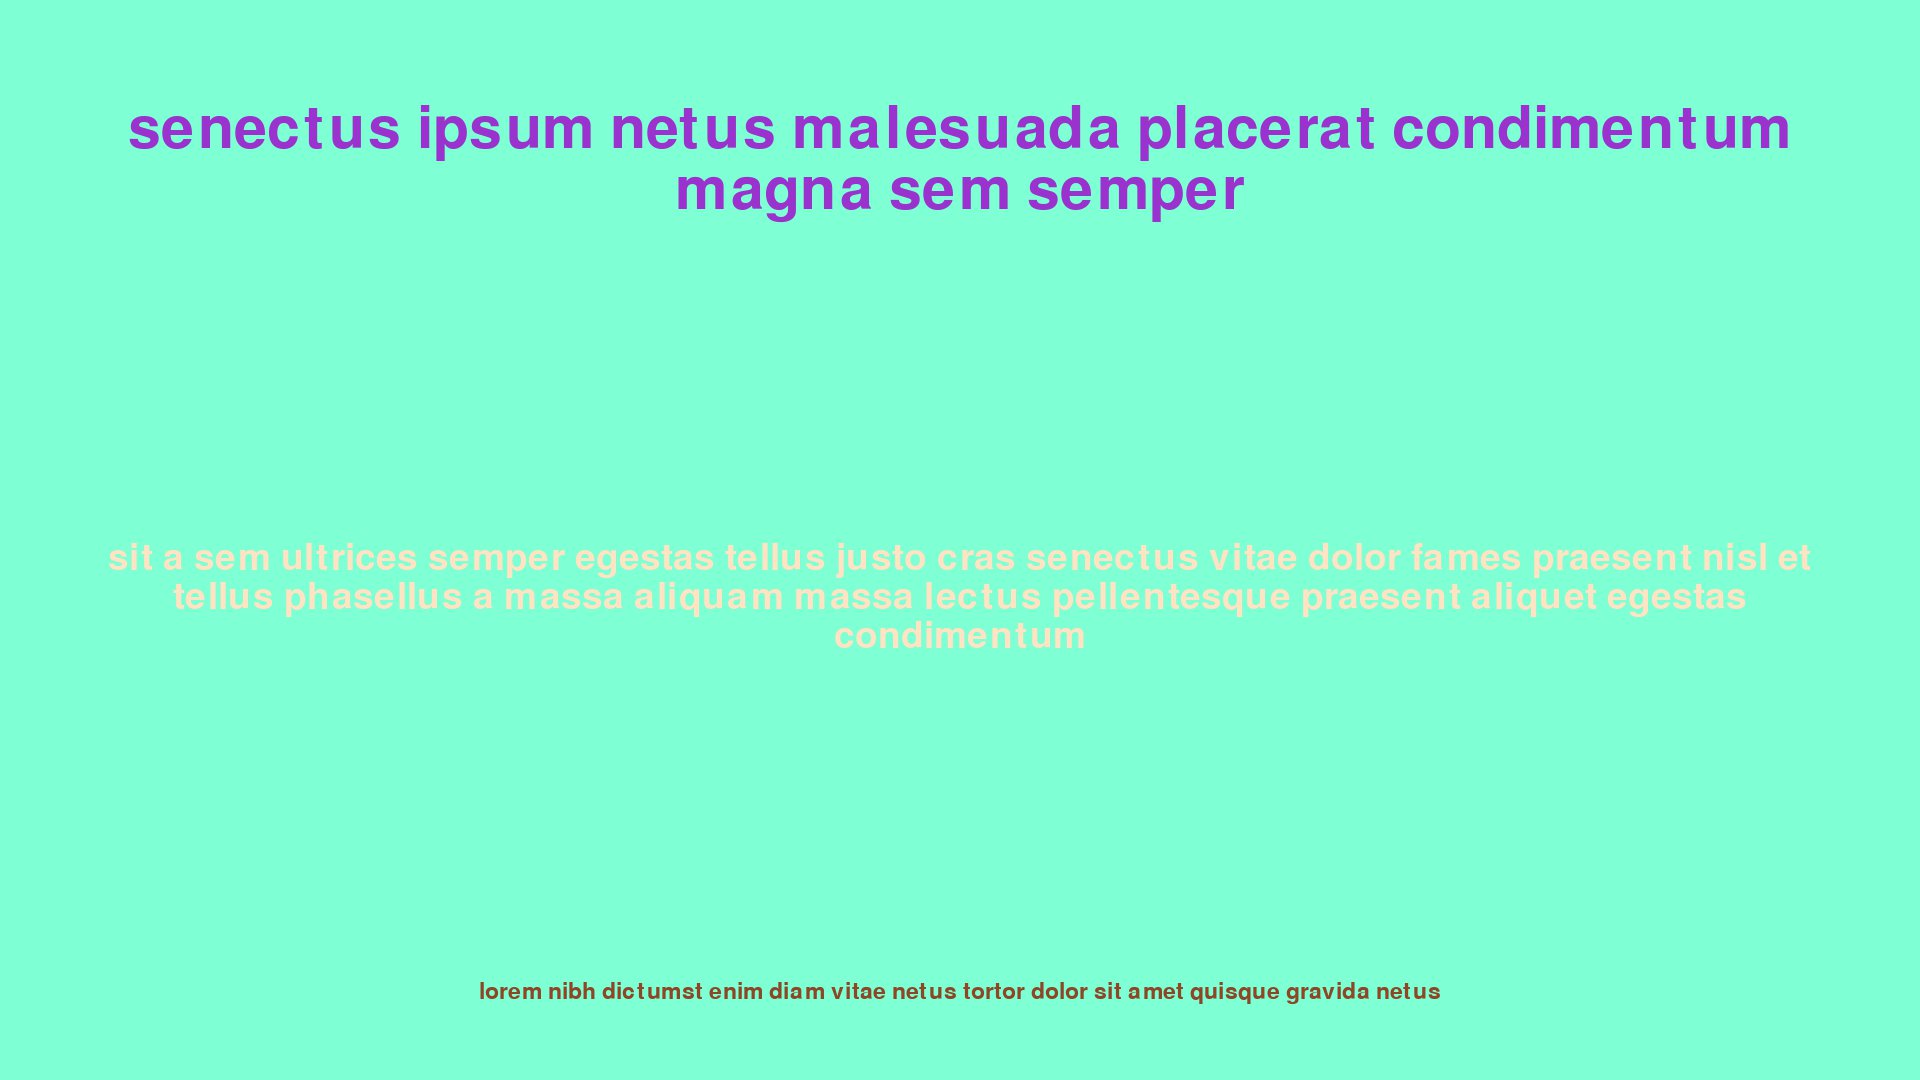 senectus ipsum netus malesuada placerat condimentum
magna sem semper
sit a sem ultrices semper egestas tellus justo cras senectus vitae dolor fames praesent nisl et
tellus phasellus a massa aliquam massa lectus pellentesque praesent aliquet egestas
condimentum
lorem nibh dictumst enim diam vitae netus tortor dolor sit amet quisque gravida netus